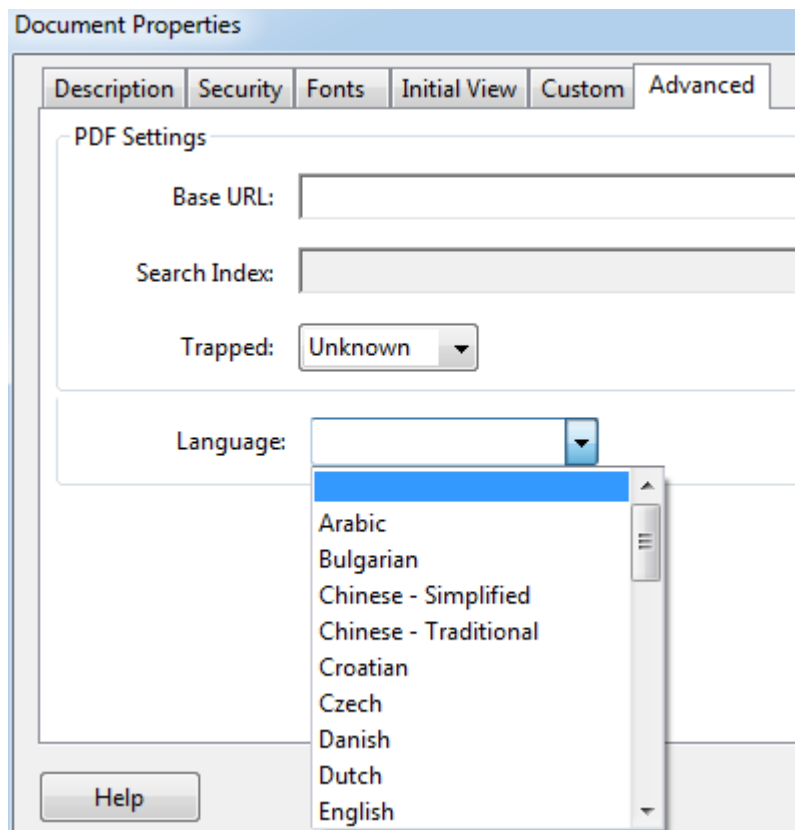 Document Properties
Description Security Fonts Initial View Custom Advanced
PDF Settings
Base URL:
Search Index:
Trapped: Unknown
Language:
Arabic
Bulgarian
Chinese - Simplified
Chinese - Traditional
Croatian
Czech
Danish
Dutch
English
Help